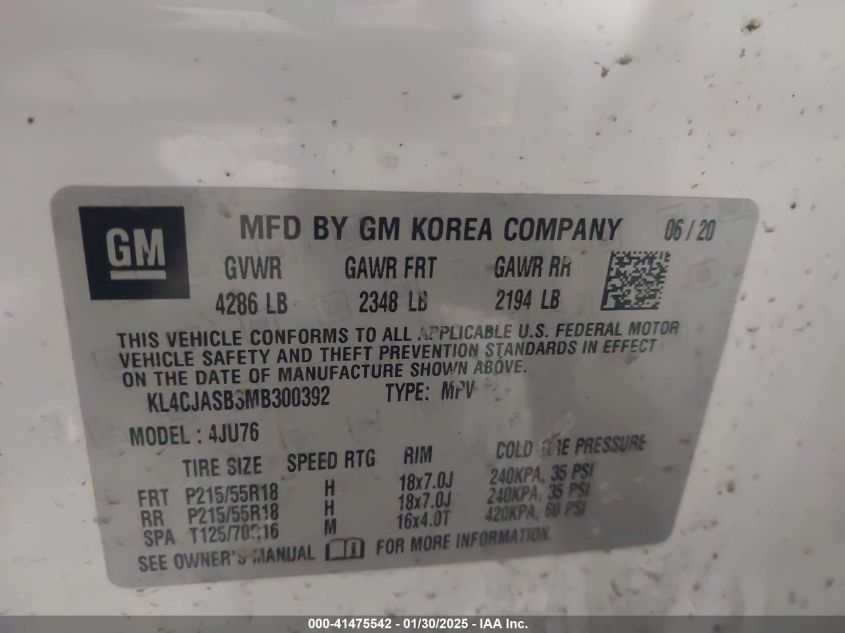 GM
MFD BY GM KOREA COMPANY 06 / 20
GVWR GAWR FRT GAWR RR
4286 LB 2348 LB 2194 LB
THIS VEHICLE CONFORMS TO ALL APPLICABLE U.S. FEDERAL MOTOR
VEHICLE SAFETY AND THEFT PREVENTION STANDARDS IN EFFECT
ON THE DATE OF MANUFACTURE SHOWN ABOVE.
KL4CJASB3MB300392 TYPE: MPV
MODEL : 4JU76
TIRE SIZE SPEED RTG RIM COLD TIRE PRESSURE
FRT P215/55R18 H 18x7.0J 240KPA, 35 PSI
RR P215/55R18 H 18x7.0J 240KPA, 35 PSI
SPA T125/70R16 M 16x4.0T 420KPA, 60 PSI
SEE OWNER'S MANUAL FOR MORE INFORMATION.
000-41475542 — 01/30/2025 — IAA Inc.